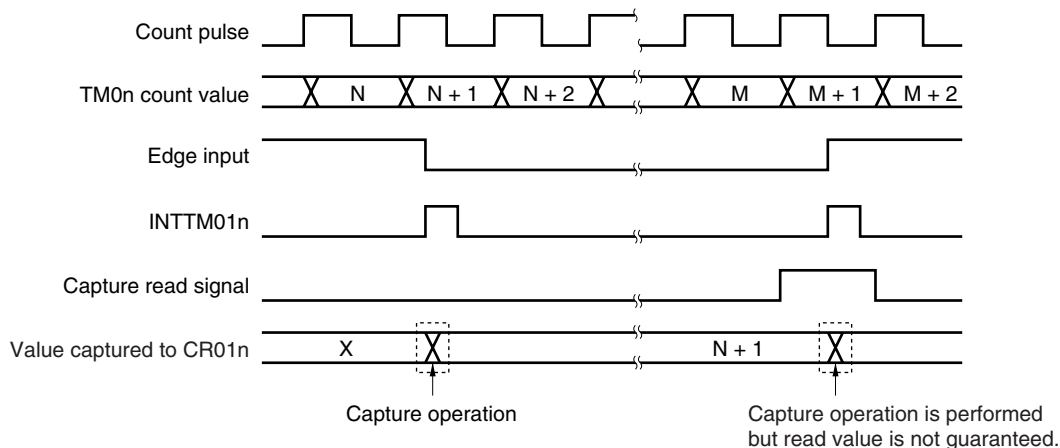 Count pulse
TM0n count value
N
N + 1
N + 2
M
M + 1
M + 2
Edge input
INTTM01n
Capture read signal
Value captured to CR01n
X
N + 1
Capture operation
Capture operation is performed
but read value is not guaranteed.